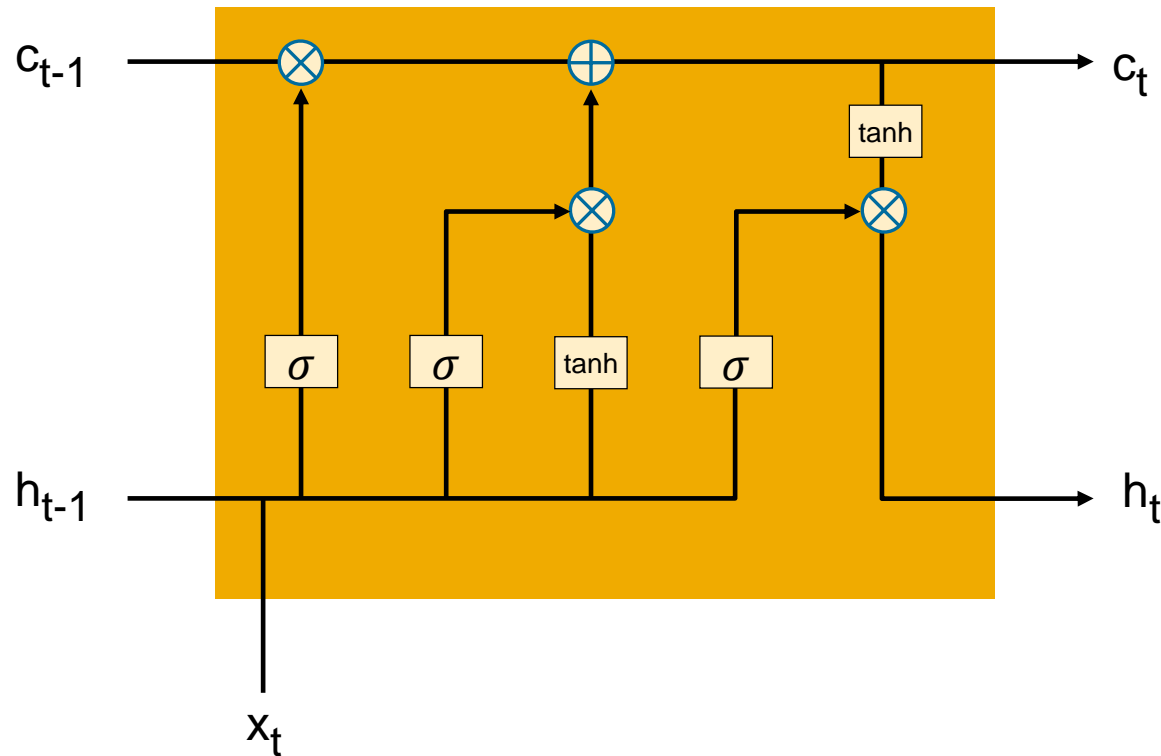 c_{t-1}
c_t
tanh
σ
σ
tanh
σ
h_{t-1}
h_t
x_t